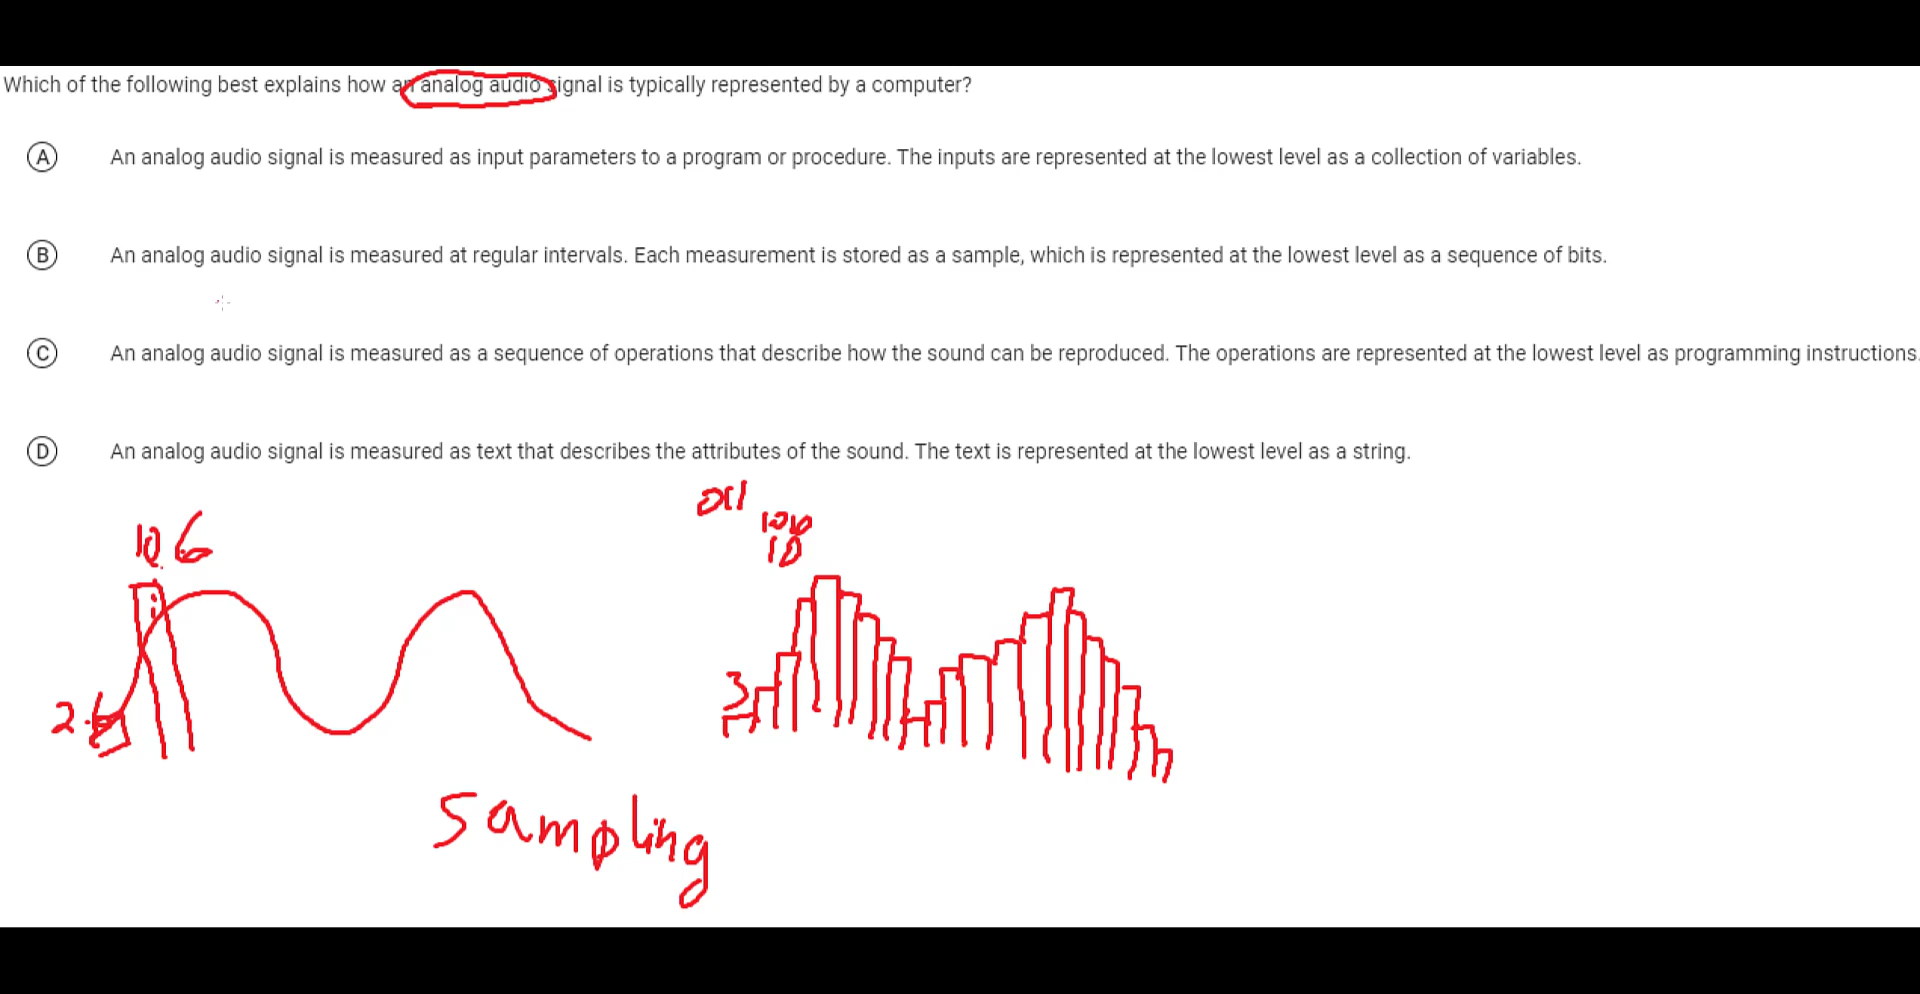 Which of the following best explains how an analog audio signal is typically represented by a computer?
A An analog audio signal is measured as input parameters to a program or procedure. The inputs are represented at the lowest level as a collection of variables.
B An analog audio signal is measured at regular intervals. Each measurement is stored as a sample, which is represented at the lowest level as a sequence of bits.
C An analog audio signal is measured as a sequence of operations that describe how the sound can be reproduced. The operations are represented at the lowest level as programming instructions.
D An analog audio signal is measured as text that describes the attributes of the sound. The text is represented at the lowest level as a string.
011
10.6
10
3
sampling